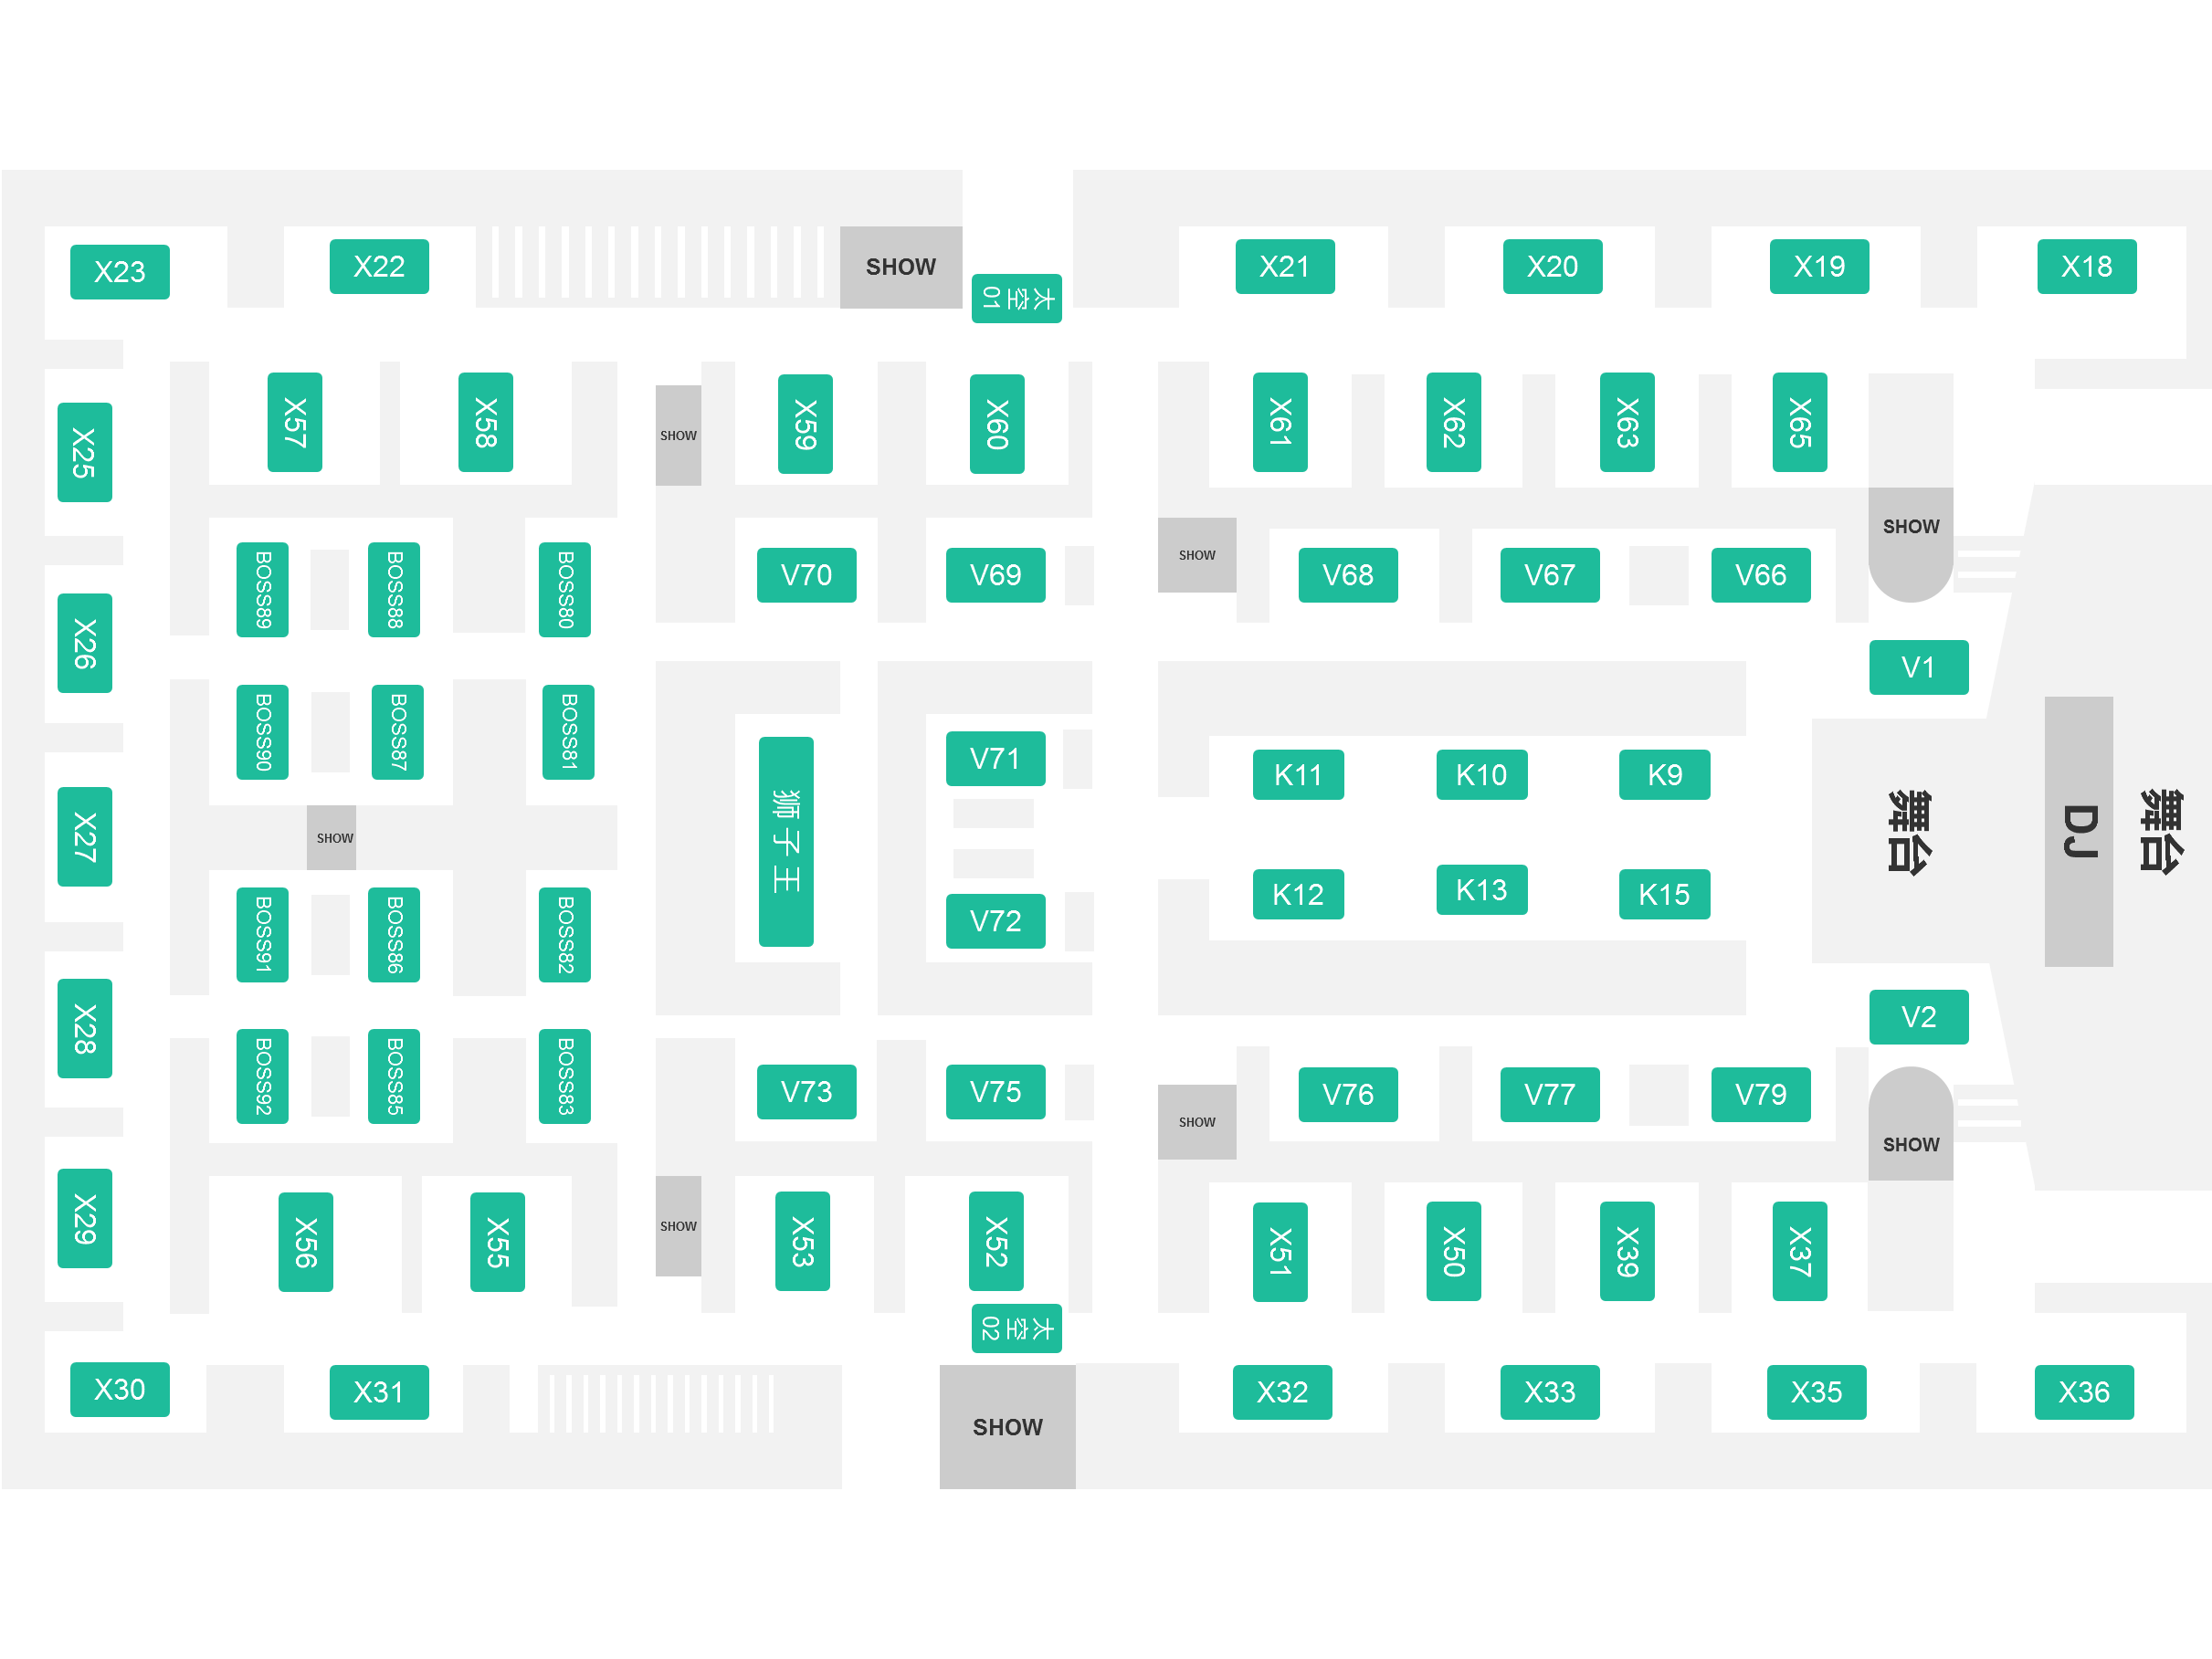 X23
X22
SHOW
太空
01
X21
X20
X19
X18
X25
X57
X58
SHOW
X59
X60
X61
X62
X63
X65
SHOW
SHOW
BOSS89
BOSS88
BOSS80
V70
V69
V68
V67
V66
X26
V1
BOSS90
BOSS87
BOSS81
V71
K11
K10
K9
X27
SHOW
狮子王
舞台
DJ
舞台
V72
K12
K13
K15
BOSS91
BOSS86
BOSS82
X28
V2
BOSS92
BOSS85
BOSS83
V73
V75
V76
V77
V79
SHOW
SHOW
X29
X56
X55
SHOW
X53
X52
X51
X50
X39
X37
太空
02
X30
X31
X32
X33
X35
X36
SHOW